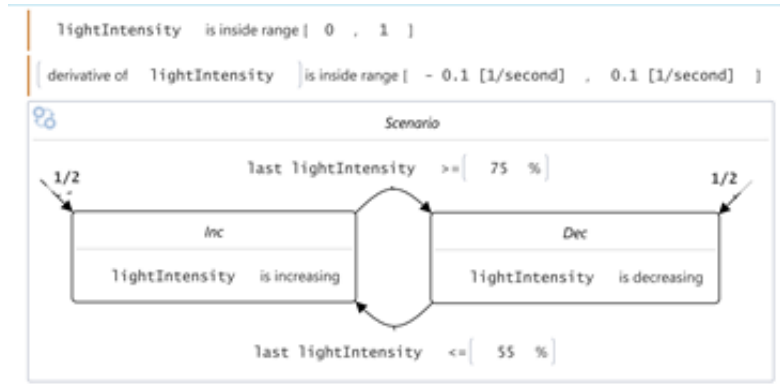 lightIntensity is inside range [ 0 , 1 ]
derivative of lightIntensity is inside range [ - 0.1 [1/second] , 0.1 [1/second] ]
Scenario
last lightIntensity >= 75 %
1/2
1/2
Inc
Dec
lightIntensity is increasing
lightIntensity is decreasing
last lightIntensity <= 55 %